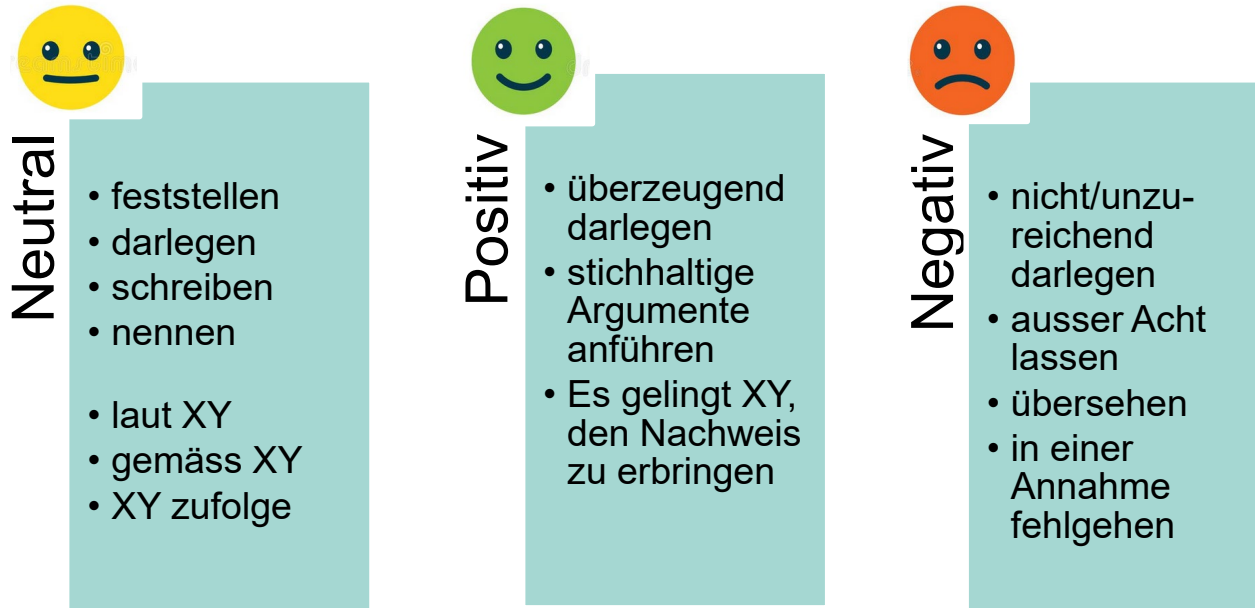 Neutral
• feststellen
• darlegen
• schreiben
• nennen
• laut XY
• gemäss XY
• XY zufolge
Positiv
• überzeugend
darlegen
• stichhaltige
Argumente
anführen
• Es gelingt XY,
den Nachweis
zu erbringen
Negativ
• nicht/unzu-
reichend
darlegen
• ausser Acht
lassen
• übersehen
• in einer
Annahme
fehlgehen